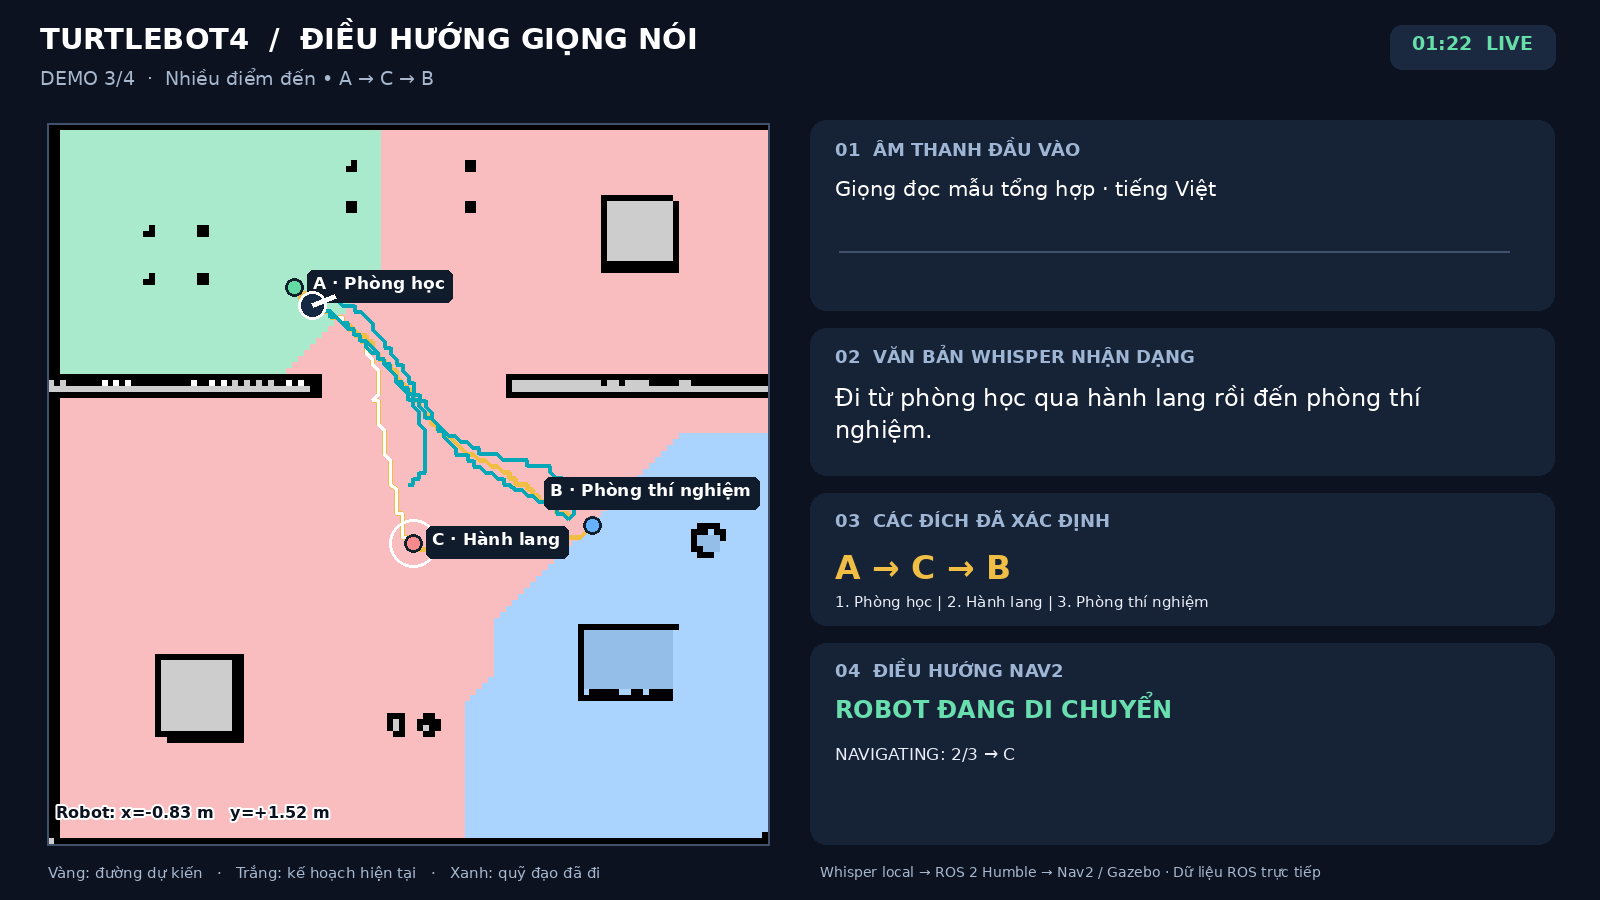 TURTLEBOT4 / ĐIỀU HƯỚNG GIỌNG NÓI
01:22 LIVE
DEMO 3/4 · Nhiều điểm đến • A → C → B
A · Phòng học
B · Phòng thí nghiệm
C · Hành lang
Robot: x=-0.83 m y=+1.52 m
Vàng: đường dự kiến · Trắng: kế hoạch hiện tại · Xanh: quỹ đạo đã đi
01 ÂM THANH ĐẦU VÀO
Giọng đọc mẫu tổng hợp · tiếng Việt
02 VĂN BẢN WHISPER NHẬN DẠNG
Đi từ phòng học qua hành lang rồi đến phòng thí
nghiệm.
03 CÁC ĐÍCH ĐÃ XÁC ĐỊNH
A → C → B
1. Phòng học | 2. Hành lang | 3. Phòng thí nghiệm
04 ĐIỀU HƯỚNG NAV2
ROBOT ĐANG DI CHUYỂN
NAVIGATING: 2/3 → C
Whisper local → ROS 2 Humble → Nav2 / Gazebo · Dữ liệu ROS trực tiếp